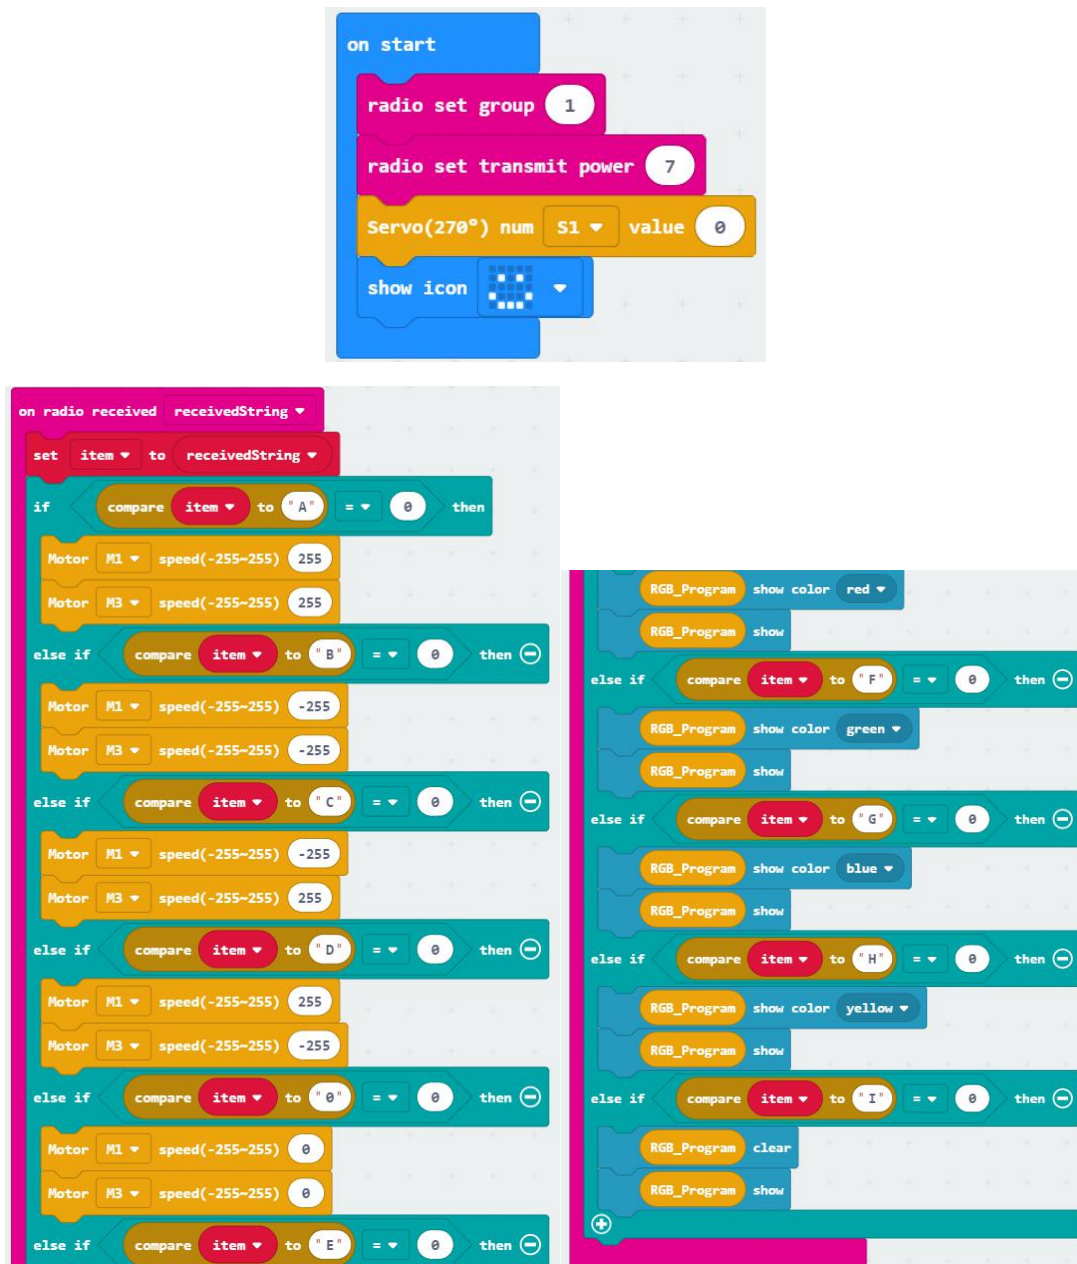 on start
radio set group 1
radio set transmit power 7
Servo(270°) num S1 value 0
show icon
on radio received receivedString
set item to receivedString
if compare item to "A" = 0 then
Motor M1 speed(-255~255) 255
Motor M3 speed(-255~255) 255
else if compare item to "B" = 0 then
Motor M1 speed(-255~255) -255
Motor M3 speed(-255~255) -255
else if compare item to "C" = 0 then
Motor M1 speed(-255~255) -255
Motor M3 speed(-255~255) 255
else if compare item to "D" = 0 then
Motor M1 speed(-255~255) 255
Motor M3 speed(-255~255) -255
else if compare item to "0" = 0 then
Motor M1 speed(-255~255) 0
Motor M3 speed(-255~255) 0
else if compare item to "E" = 0 then
RGB_Program show color red
RGB_Program show
else if compare item to "F" = 0 then
RGB_Program show color green
RGB_Program show
else if compare item to "G" = 0 then
RGB_Program show color blue
RGB_Program show
else if compare item to "H" = 0 then
RGB_Program show color yellow
RGB_Program show
else if compare item to "I" = 0 then
RGB_Program clear
RGB_Program show